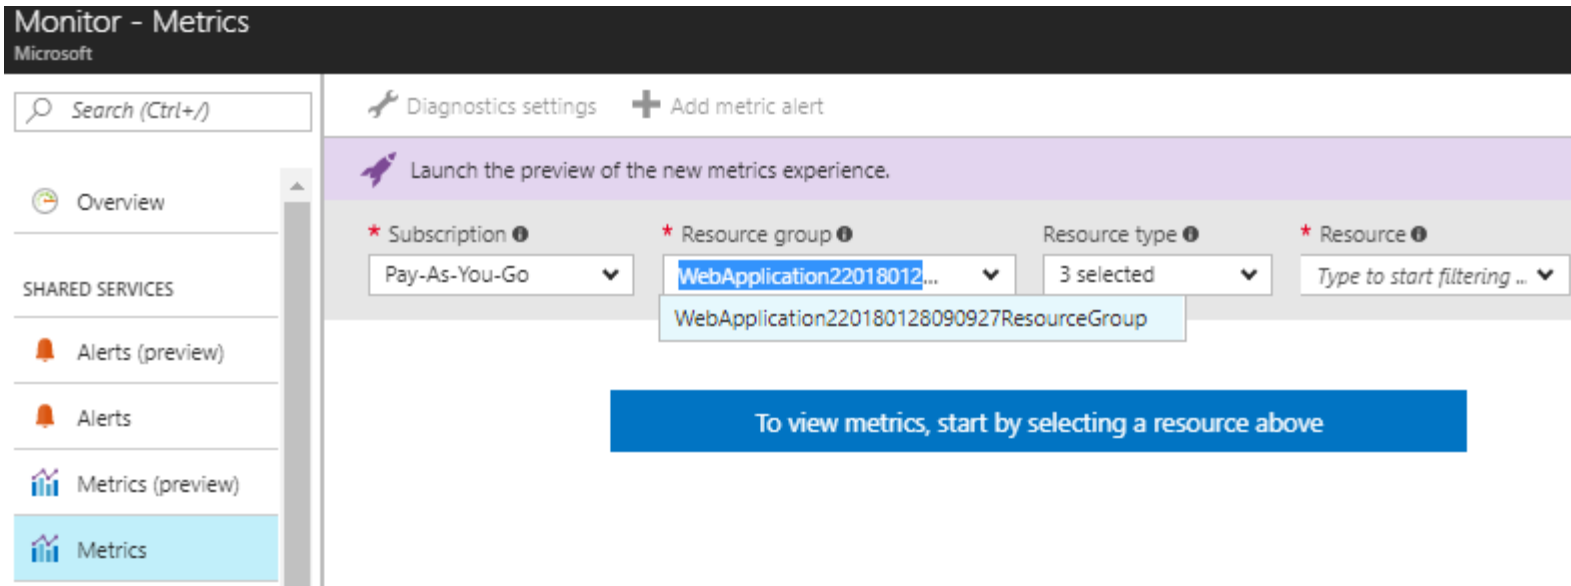 Monitor - Metrics
Microsoft
Search (Ctrl+/)
Overview
SHARED SERVICES
Alerts (preview)
Alerts
Metrics (preview)
Metrics
Diagnostics settings Add metric alert
Launch the preview of the new metrics experience.
* Subscription * Resource group Resource type * Resource
Pay-As-You-Go WebApplication22018012... 3 selected Type to start filtering ...
WebApplication220180128090927ResourceGroup
To view metrics, start by selecting a resource above